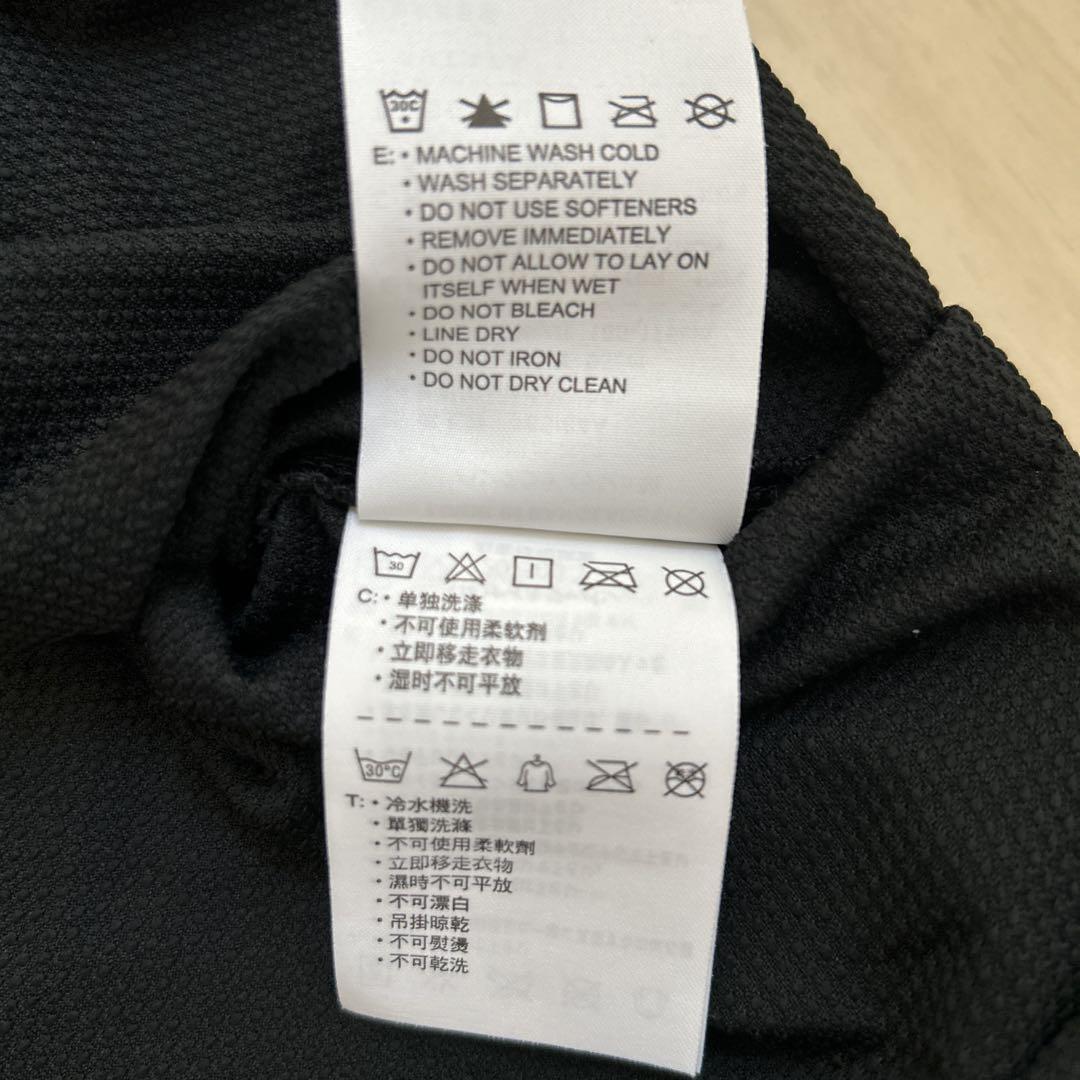 30C
E: • MACHINE WASH COLD
• WASH SEPARATELY
• DO NOT USE SOFTENERS
• REMOVE IMMEDIATELY
• DO NOT ALLOW TO LAY ON
ITSELF WHEN WET
• DO NOT BLEACH
• LINE DRY
• DO NOT IRON
• DO NOT DRY CLEAN
30
C: • 单独洗涤
• 不可使用柔软剂
• 立即移走衣物
• 湿时不可平放
30°C
T: • 冷水機洗
• 單獨洗滌
• 不可使用柔軟劑
• 立即移走衣物
• 濕時不可平放
• 不可漂白
• 吊掛晾乾
• 不可熨燙
• 不可乾洗